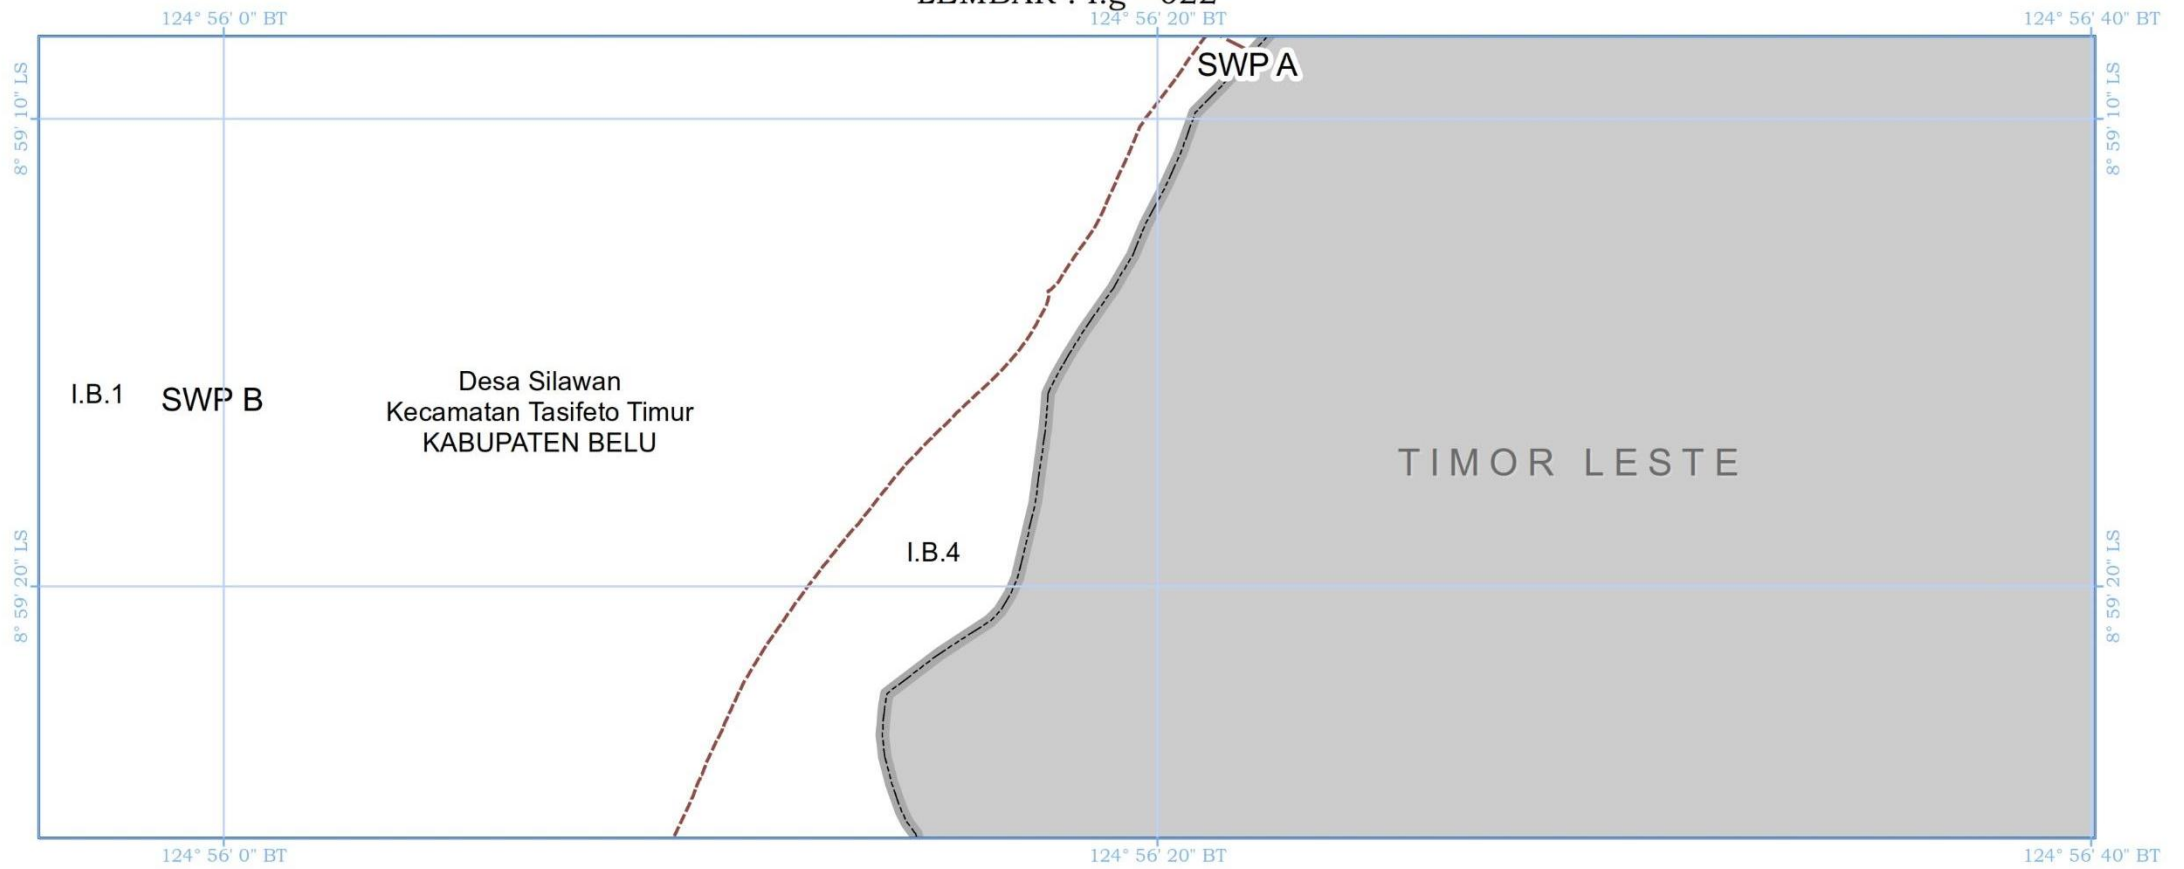 124° 56' 0" BT
124° 56' 20" BT
124° 56' 40" BT
SWP A
8° 59' 10" LS
8° 59' 10" LS
Desa Silawan
I.B.1
SWP B
Kecamatan Tasifeto Timur
KABUPATEN BELU
TIMOR LESTE
I.B.4
8° 59' 20" LS
8° 59' 20" LS
124° 56' 0" BT
124° 56' 20" BT
124° 56' 40" BT